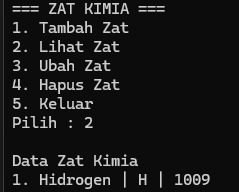 === ZAT KIMIA ===
1. Tambah Zat
2. Lihat Zat
3. Ubah Zat
4. Hapus Zat
5. Keluar
Pilih : 2

Data Zat Kimia
1. Hidrogen | H | 1009